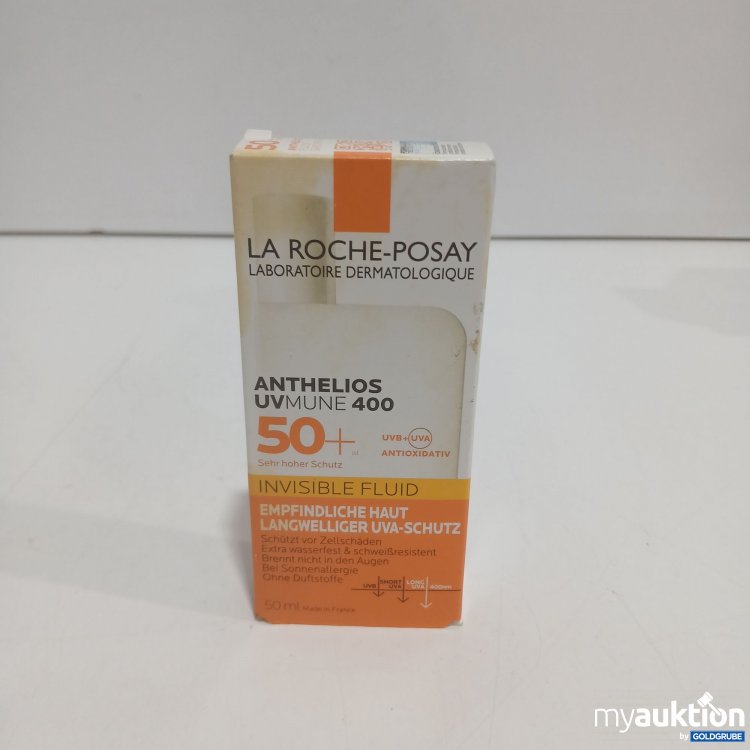 50
LA ROCHE-POSAY
LABORATOIRE DERMATOLOGIQUE
ANTHELIOS
UVMUNE 400
50+
Sehr hoher Schutz
UVB+UVA
ANTIOXIDATIV
INVISIBLE FLUID
EMPFINDLICHE HAUT
LANGWELLIGER UVA-SCHUTZ
Schützt vor Zellschäden
Extra wasserfest & schweißresistent
Brennt nicht in den Augen
Bei Sonnenallergie
Ohne Duftstoffe
UVB SHORT UVA LONG UVA 400nm
50 ml Made in France
myauktion
by GOLDGRUBE